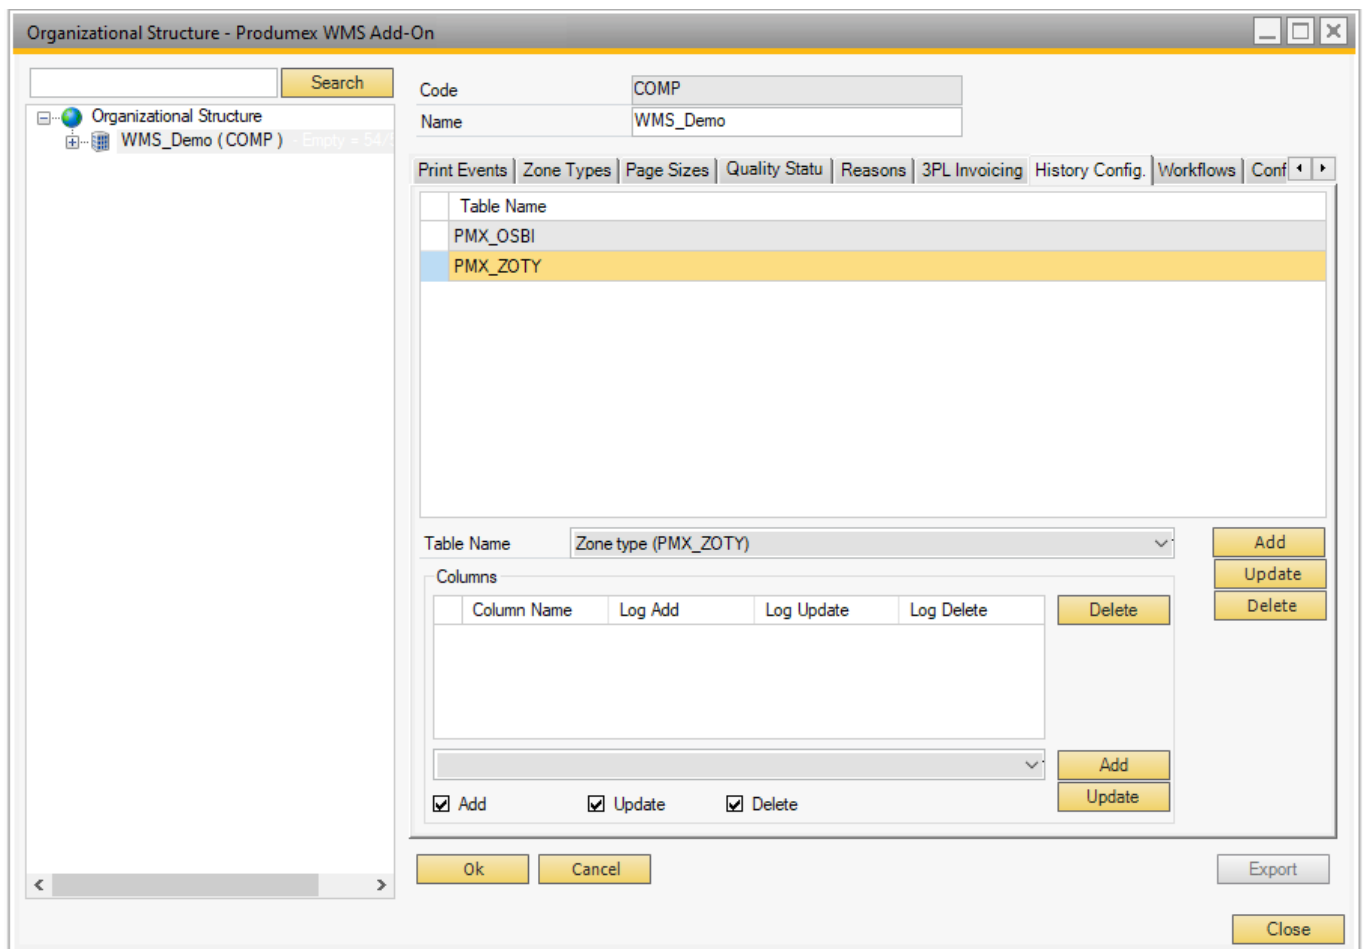 Organizational Structure - Produmex WMS Add-On
Search
Organizational Structure
WMS_Demo ( COMP ) - Empty = 54/
Code COMP
Name WMS_Demo
Print Events Zone Types Page Sizes Quality Statu Reasons 3PL Invoicing History Config. Workflows Conf
Table Name
PMX_OSBI
PMX_ZOTY
Table Name Zone type (PMX_ZOTY) Add
Columns Update
Column Name Log Add Log Update Log Delete Delete Delete
Add
Add Update Delete Update
Ok Cancel Export
Close